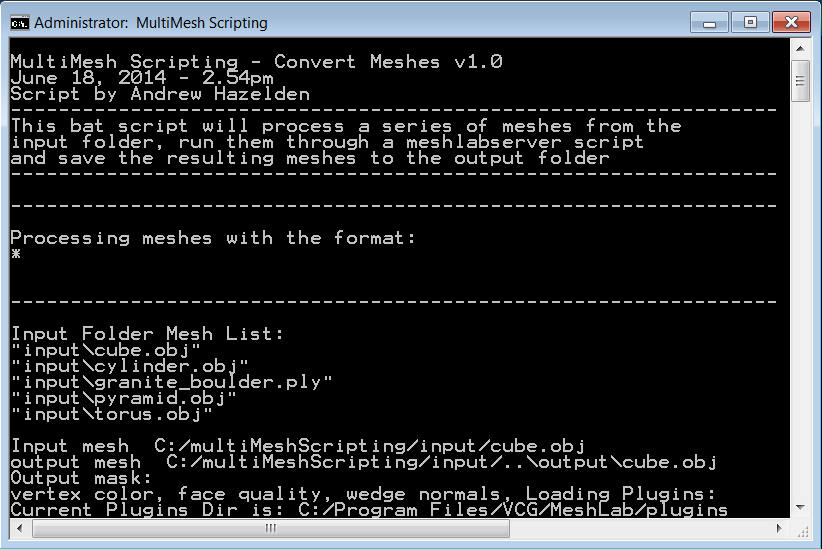 Administrator: MultiMesh Scripting
MultiMesh Scripting - Convert Meshes v1.0
June 18, 2014 - 2.54pm
Script by Andrew Hazelden
------------------------------------------------------------------
This bat script will process a series of meshes from the
input folder, run them through a meshlabserver script
and save the resulting meshes to the output folder
------------------------------------------------------------------
------------------------------------------------------------------
Processing meshes with the format:
*
------------------------------------------------------------------
Input Folder Mesh List:
"input\cube.obj"
"input\cylinder.obj"
"input\granite_boulder.ply"
"input\pyramid.obj"
"input\torus.obj"
Input mesh  C:/multiMeshScripting/input/cube.obj
output mesh  C:/multiMeshScripting/input/..\output\cube.obj
Output mask:
vertex color, face quality, wedge normals, Loading Plugins:
Current Plugins Dir is: C:/Program Files/VCG/MeshLab/plugins